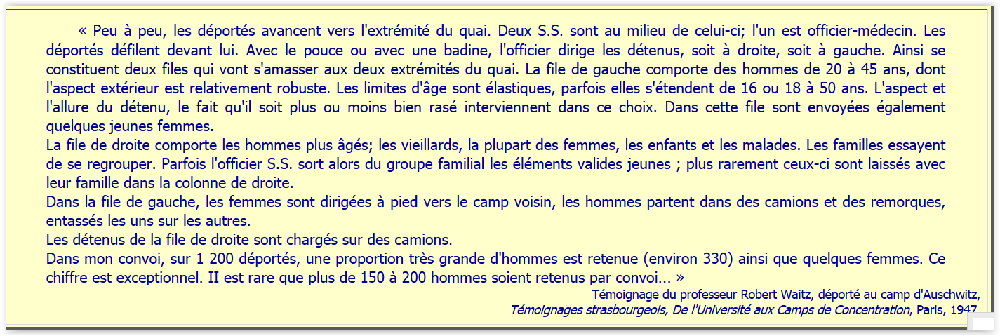 « Peu à peu, les déportés avancent vers l'extrémité du quai. Deux S.S. sont au milieu de celui-ci; l'un est officier-médecin. Les
déportés défilent devant lui. Avec le pouce ou avec une badine, l'officier dirige les détenus, soit à droite, soit à gauche. Ainsi se
constituent deux files qui vont s'amasser aux deux extrémités du quai. La file de gauche comporte des hommes de 20 à 45 ans, dont
l'aspect extérieur est relativement robuste. Les limites d'âge sont élastiques, parfois elles s'étendent de 16 ou 18 à 50 ans. L'aspect et
l'allure du détenu, le fait qu'il soit plus ou moins bien rasé interviennent dans ce choix. Dans cette file sont envoyées également
quelques jeunes femmes.
La file de droite comporte les hommes plus âgés; les vieillards, la plupart des femmes, les enfants et les malades. Les familles essayent
de se regrouper. Parfois l'officier S.S. sort alors du groupe familial les éléments valides jeunes ; plus rarement ceux-ci sont laissés avec
leur famille dans la colonne de droite.
Dans la file de gauche, les femmes sont dirigées à pied vers le camp voisin, les hommes partent dans des camions et des remorques,
entassés les uns sur les autres.
Les détenus de la file de droite sont chargés sur des camions.
Dans mon convoi, sur 1 200 déportés, une proportion très grande d'hommes est retenue (environ 330) ainsi que quelques femmes. Ce
chiffre est exceptionnel. II est rare que plus de 150 à 200 hommes soient retenus par convoi... »
Témoignage du professeur Robert Waitz, déporté au camp d'Auschwitz,
Témoignages strasbourgeois, De l'Université aux Camps de Concentration, Paris, 1947